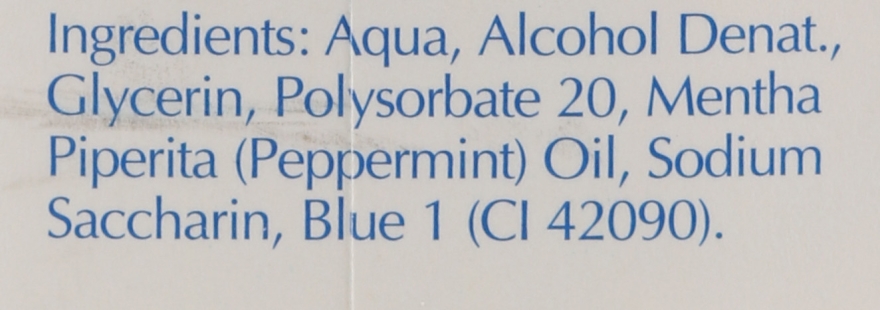 Ingredients: Aqua, Alcohol Denat.,
Glycerin, Polysorbate 20, Mentha
Piperita (Peppermint) Oil, Sodium
Saccharin, Blue 1 (CI 42090).